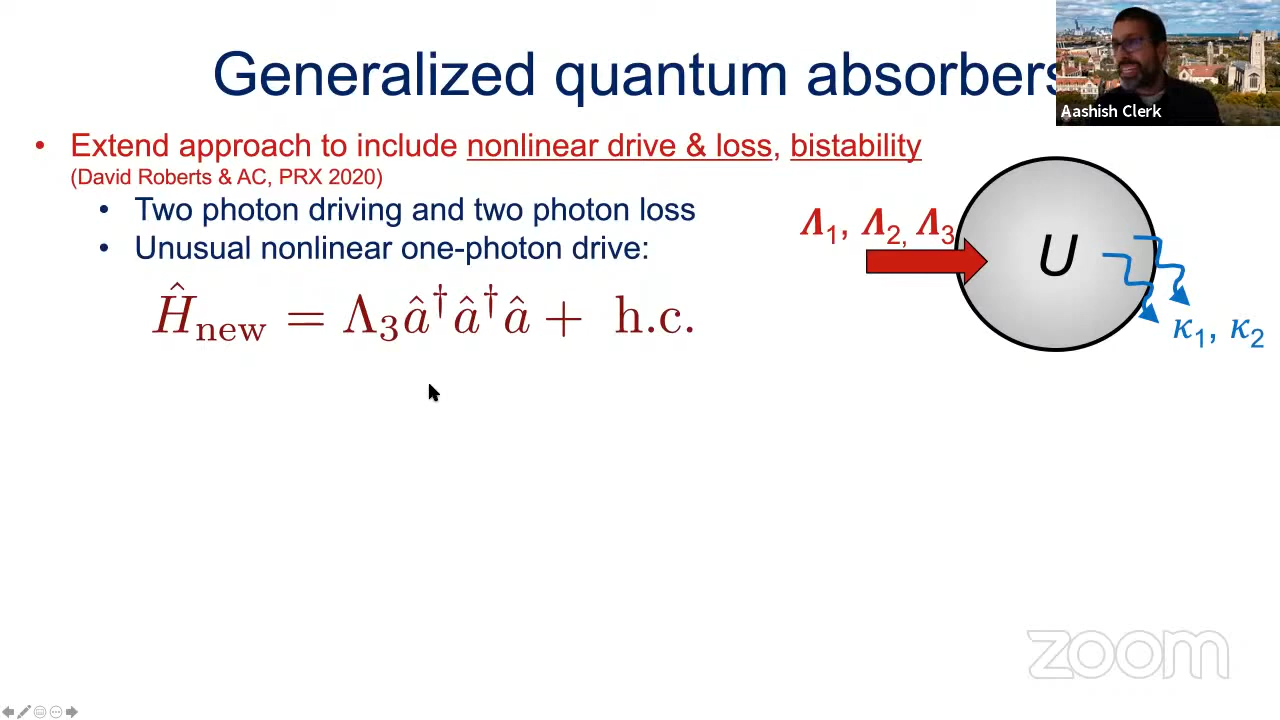 Generalized quantum absorbers
Aashish Clerk
• Extend approach to include nonlinear drive & loss, bistability
(David Roberts & AC, PRX 2020)
• Two photon driving and two photon loss
• Unusual nonlinear one-photon drive:
Ĥ_new = Λ₃â†â†â + h.c.
Λ₁, Λ₂, Λ₃
U
κ₁, κ₂
zoom